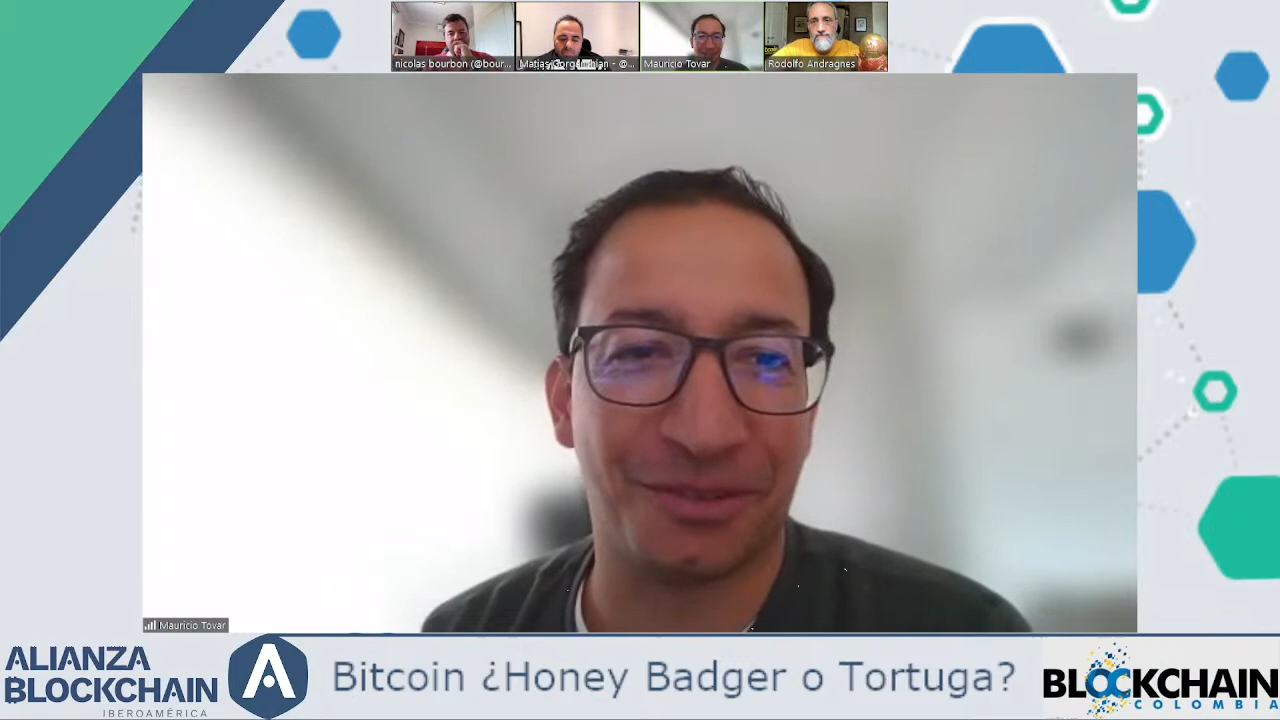 nicolas bourbon (@bour...
Mauricio Tovar
Rodolfo Andragnes
Mauricio Tovar
ALIANZA
BLOCKCHAIN
IBEROAMÉRICA
Bitcoin ¿Honey Badger o Tortuga?
BLOCKCHAIN
COLOMBIA